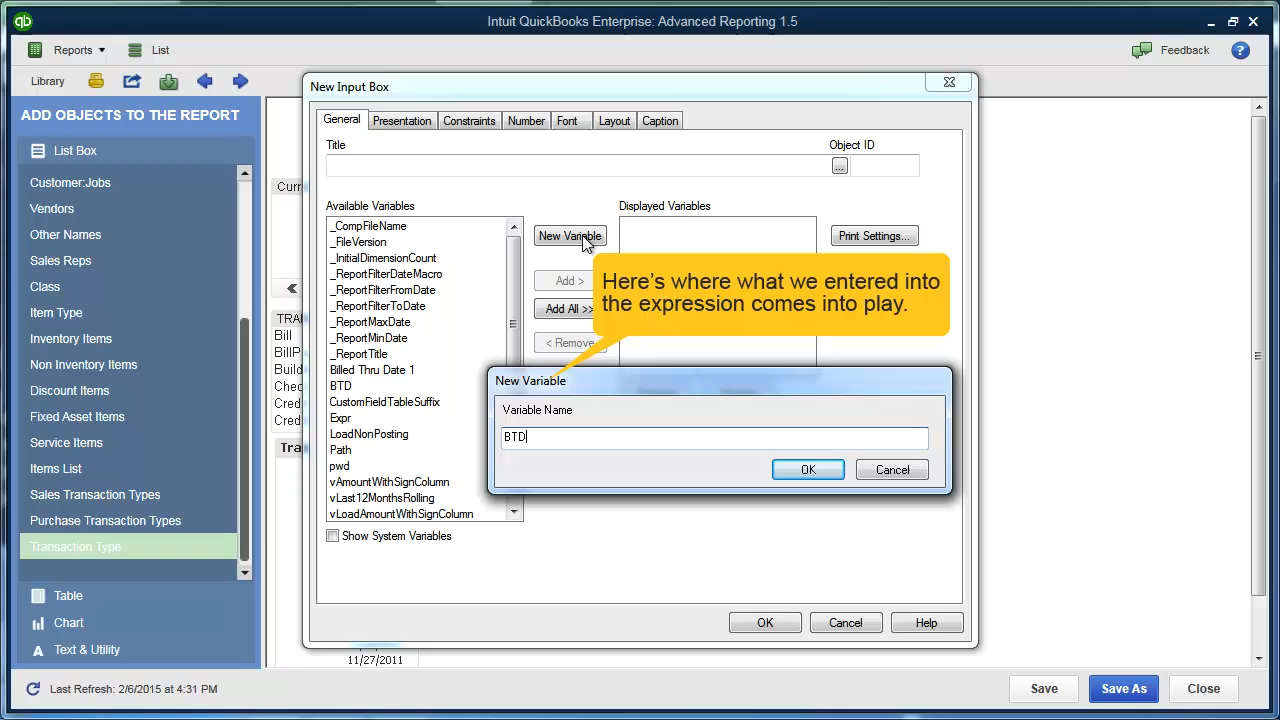 Intuit QuickBooks Enterprise: Advanced Reporting 1.5
qb
Reports
List
Feedback
?
Library
ADD OBJECTS TO THE REPORT
List Box
Customer:Jobs
Vendors
Other Names
Sales Reps
Class
Item Type
Inventory Items
Non Inventory Items
Discount Items
Fixed Asset Items
Service Items
Items List
Sales Transaction Types
Purchase Transaction Types
Transaction Type
Table
Chart
Text & Utility
Curr
TRA
Bill
BillP
Build
Chec
Cred
Cred
Tra
11/27/2011
New Input Box
General
Presentation
Constraints
Number
Font
Layout
Caption
Title
Object ID
...
Available Variables
Displayed Variables
_CompFileName
_FileVersion
_InitialDimensionCount
_ReportFilterDateMacro
_ReportFilterFromDate
_ReportFilterToDate
_ReportMaxDate
_ReportMinDate
_ReportTitle
Billed Thru Date 1
BTD
CustomFieldTableSuffix
Expr
LoadNonPosting
Path
pwd
vAmountWithSignColumn
vLast12MonthsRolling
vLoadAmountWithSignColumn
New Variable
Add >
Add All >>
< Remove
Print Settings...
Here's where what we entered into
the expression comes into play.
New Variable
Variable Name
BTD
OK
Cancel
Show System Variables
OK
Cancel
Help
Last Refresh: 2/6/2015 at 4:31 PM
Save
Save As
Close